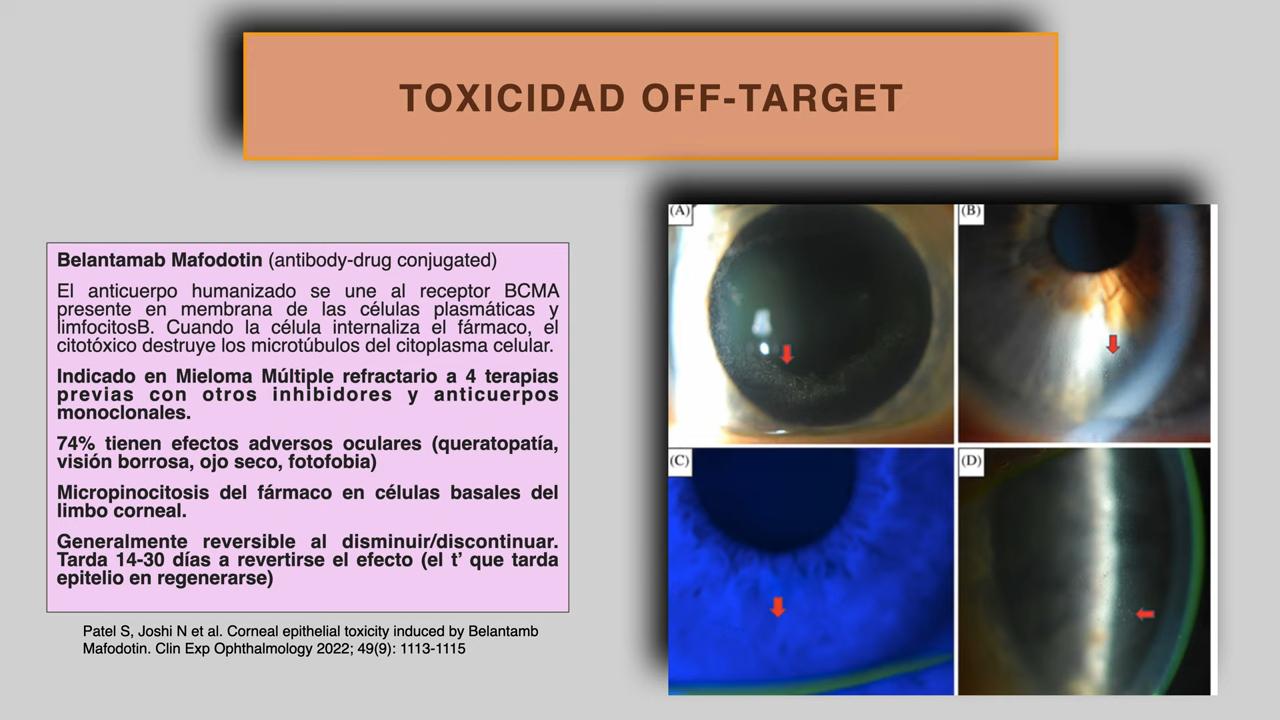 TOXICIDAD OFF-TARGET
Belantamab Mafodotin (antibody-drug conjugated)
El anticuerpo humanizado se une al receptor BCMA
presente en membrana de las células plasmáticas y
limfocitosB. Cuando la célula internaliza el fármaco, el
citotóxico destruye los microtúbulos del citoplasma celular.
Indicado en Mieloma Múltiple refractario a 4 terapias
previas con otros inhibidores y anticuerpos
monoclonales.
74% tienen efectos adversos oculares (queratopatía,
visión borrosa, ojo seco, fotofobia)
Micropinocitosis del fármaco en células basales del
limbo corneal.
Generalmente reversible al disminuir/discontinuar.
Tarda 14-30 días a revertirse el efecto (el t’ que tarda
epitelio en regenerarse)
Patel S, Joshi N et al. Corneal epithelial toxicity induced by Belantamb
Mafodotin. Clin Exp Ophthalmology 2022; 49(9): 1113-1115
(A)
(B)
(C)
(D)